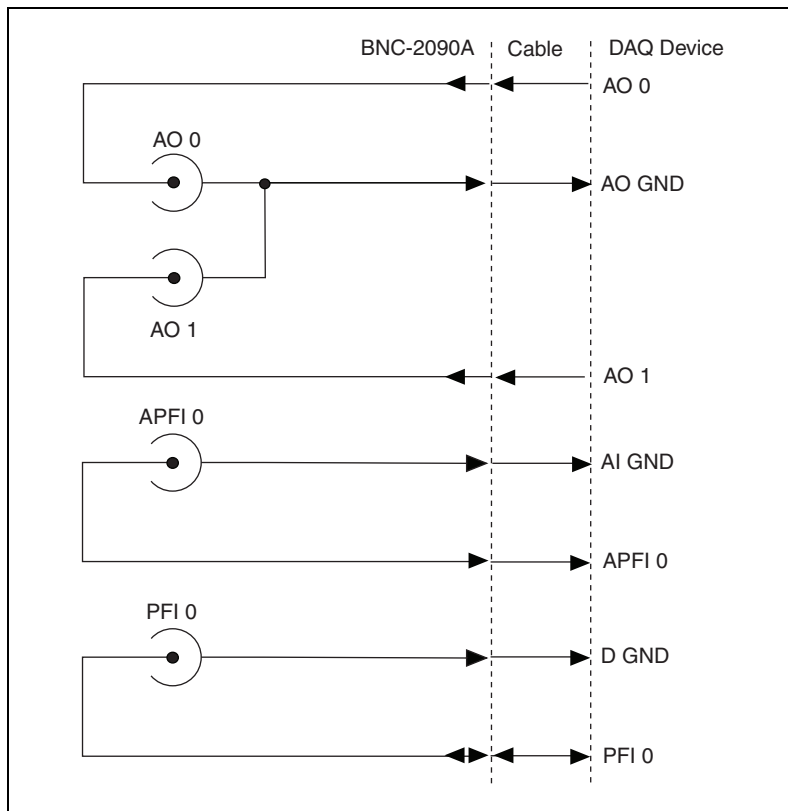 BNC-2090A Cable DAQ Device
AO 0
AO 0
AO GND
AO 1
AO 1
APFI 0
AI GND
APFI 0
PFI 0
D GND
PFI 0